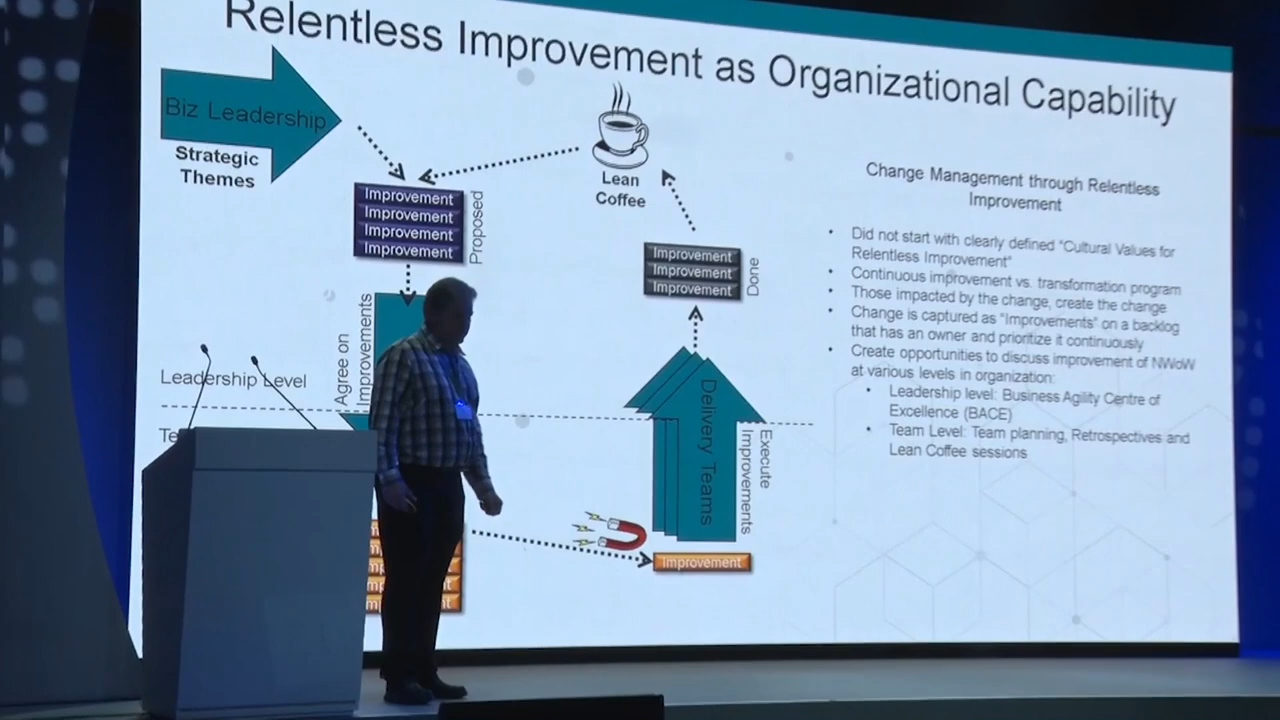 Relentless Improvement as Organizational Capability
Biz Leadership
Strategic
Themes
Lean
Coffee
Improvement
Improvement
Improvement
Improvement
Proposed
Improvement
Improvement
Improvement
Done
Agree on
Improvements
Leadership Level
Delivery Teams
Execute
Improvements
Improvement
Change Management through Relentless
Improvement
• Did not start with clearly defined "Cultural Values for
Relentless Improvement"
• Continuous improvement vs. transformation program
• Those impacted by the change, create the change
• Change is captured as "Improvements" on a backlog
that has an owner and prioritize it continuously
• Create opportunities to discuss improvement of NWoW
at various levels in organization:
• Leadership level: Business Agility Centre of
Excellence (BACE)
• Team Level: Team planning, Retrospectives and
Lean Coffee sessions